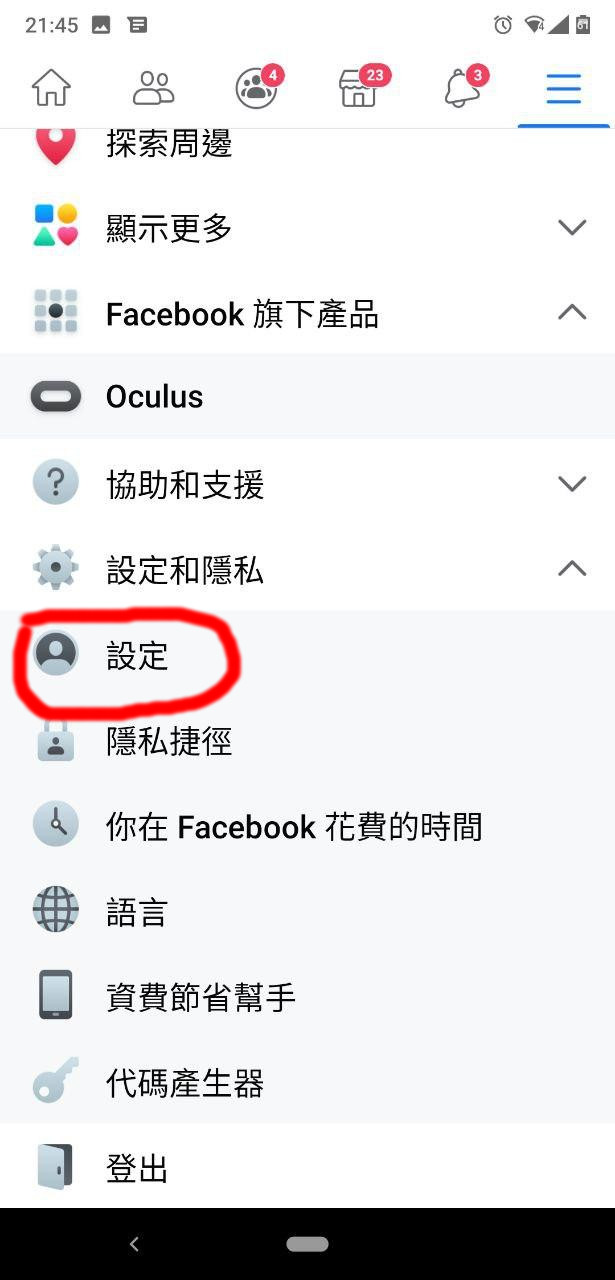 21:45
4
61
4
23
3
探索周邊
顯示更多
Facebook 旗下產品
Oculus
協助和支援
設定和隱私
設定
隱私捷徑
你在 Facebook 花費的時間
語言
資費節省幫手
代碼產生器
登出